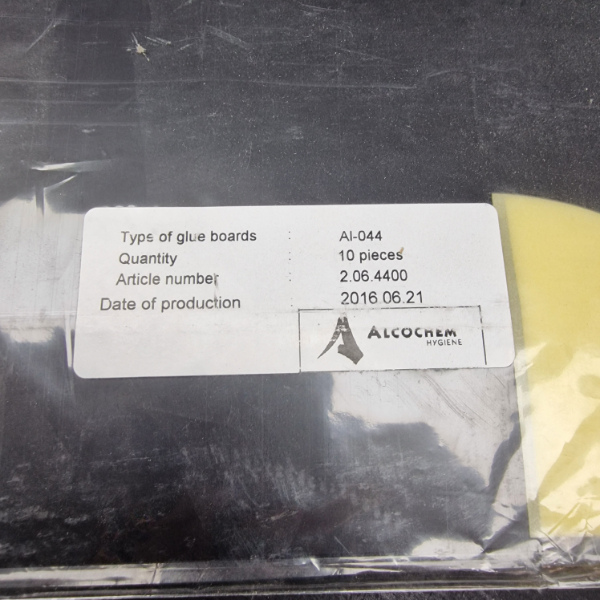 Type of glue boards : Al-044
Quantity : 10 pieces
Article number : 2.06.4400
Date of production : 2016.06.21
ALCOCHEM
HYGIENE